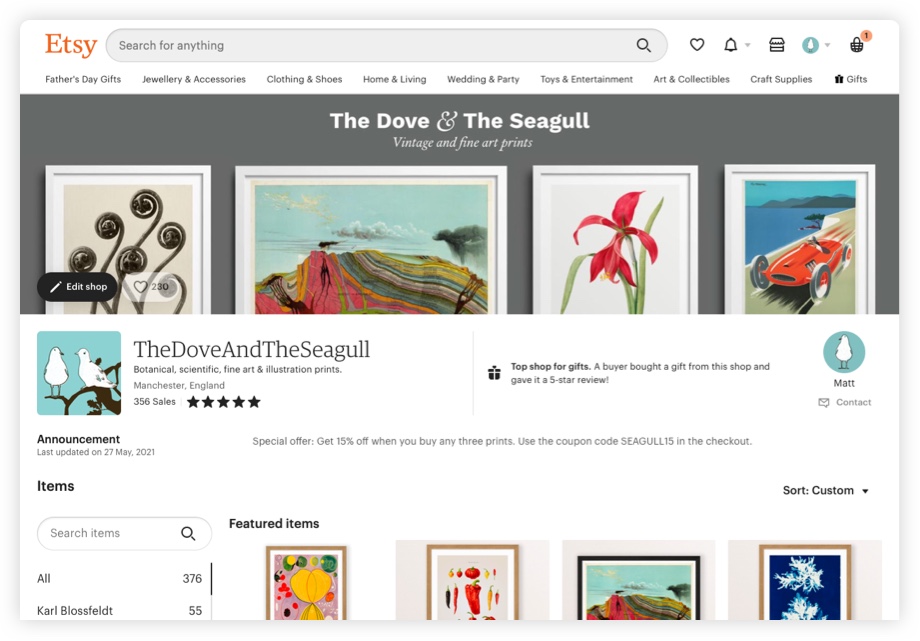 Etsy
Search for anything
1
Father's Day Gifts
Jewellery & Accessories
Clothing & Shoes
Home & Living
Wedding & Party
Toys & Entertainment
Art & Collectibles
Craft Supplies
Gifts
The Dove & The Seagull
Vintage and fine art prints
Edit shop
230
TheDoveAndTheSeagull
Botanical, scientific, fine art & illustration prints.
Manchester, England
356 Sales
Top shop for gifts. A buyer bought a gift from this shop and
gave it a 5-star review!
Matt
Contact
Announcement
Last updated on 27 May, 2021
Special offer: Get 15% off when you buy any three prints. Use the coupon code SEAGULL15 in the checkout.
Items
Sort: Custom
Search items
Featured items
All 376
Karl Blossfeldt 55